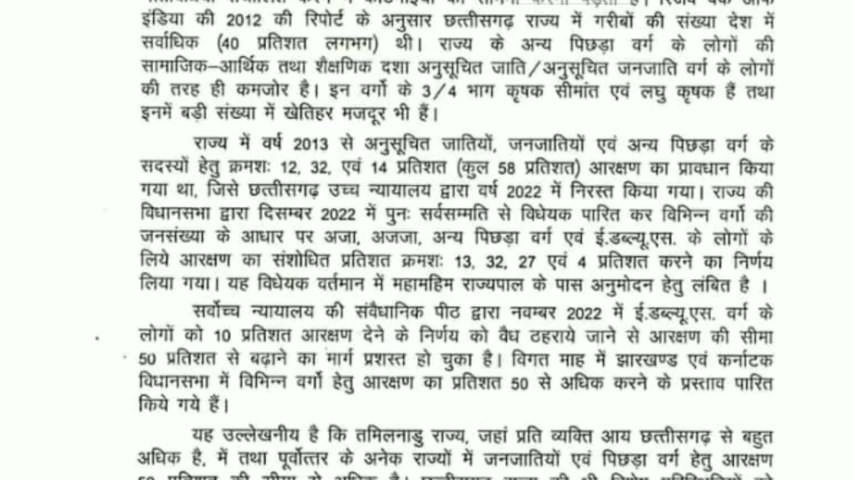 इंडिया की 2012 की रिपोर्ट के अनुसार छत्तीसगढ़ राज्य में गरीबों की संख्या देश में
सर्वाधिक (40 प्रतिशत लगभग) थी। राज्य के अन्य पिछड़ा वर्ग के लोगों की
सामाजिक–आर्थिक तथा शैक्षणिक दशा अनुसूचित जाति/अनुसूचित जनजाति वर्ग के लोगों
की तरह ही कमजोर है। इन वर्गो के 3/4 भाग कृषक सीमांत एवं लघु कृषक हैं तथा
इनमें बड़ी संख्या में खेतिहर मजदूर भी हैं।
राज्य में वर्ष 2013 से अनुसूचित जातियों, जनजातियों एवं अन्य पिछड़ा वर्ग के
सदस्यों हेतु क्रमशः 12, 32, एवं 14 प्रतिशत (कुल 58 प्रतिशत) आरक्षण का प्रावधान किया
गया था, जिसे छत्तीसगढ़ उच्च न्यायालय द्वारा वर्ष 2022 में निरस्त किया गया। राज्य की
विधानसभा द्वारा दिसम्बर 2022 में पुनः सर्वसम्मति से विधेयक पारित कर विभिन्न वर्गो की
जनसंख्या के आधार पर अजा, अजजा, अन्य पिछड़ा वर्ग एवं ई.डब्ल्यू.एस. के लोगों के
लिये आरक्षण का संशोधित प्रतिशत क्रमशः 13, 32, 27 एवं 4 प्रतिशत करने का निर्णय
लिया गया। यह विधेयक वर्तमान में महामहिम राज्यपाल के पास अनुमोदन हेतु लंबित है ।
सर्वोच्च न्यायालय की संवैधानिक पीठ द्वारा नवम्बर 2022 में ई.डब्ल्यू.एस. वर्ग के
लोगों को 10 प्रतिशत आरक्षण देने के निर्णय को वैध ठहराये जाने से आरक्षण की सीमा
50 प्रतिशत से बढ़ाने का मार्ग प्रशस्त हो चुका है। विगत माह में झारखण्ड एवं कर्नाटक
विधानसभा में विभिन्न वर्गो हेतु आरक्षण का प्रतिशत 50 से अधिक करने के प्रस्ताव पारित
किये गये हैं।
यह उल्लेखनीय है कि तमिलनाडु राज्य, जहां प्रति व्यक्ति आय छत्तीसगढ़ से बहुत
अधिक है, में तथा पूर्वोत्तर के अनेक राज्यों में जनजातियों एवं पिछड़ा वर्ग हेतु आरक्षण